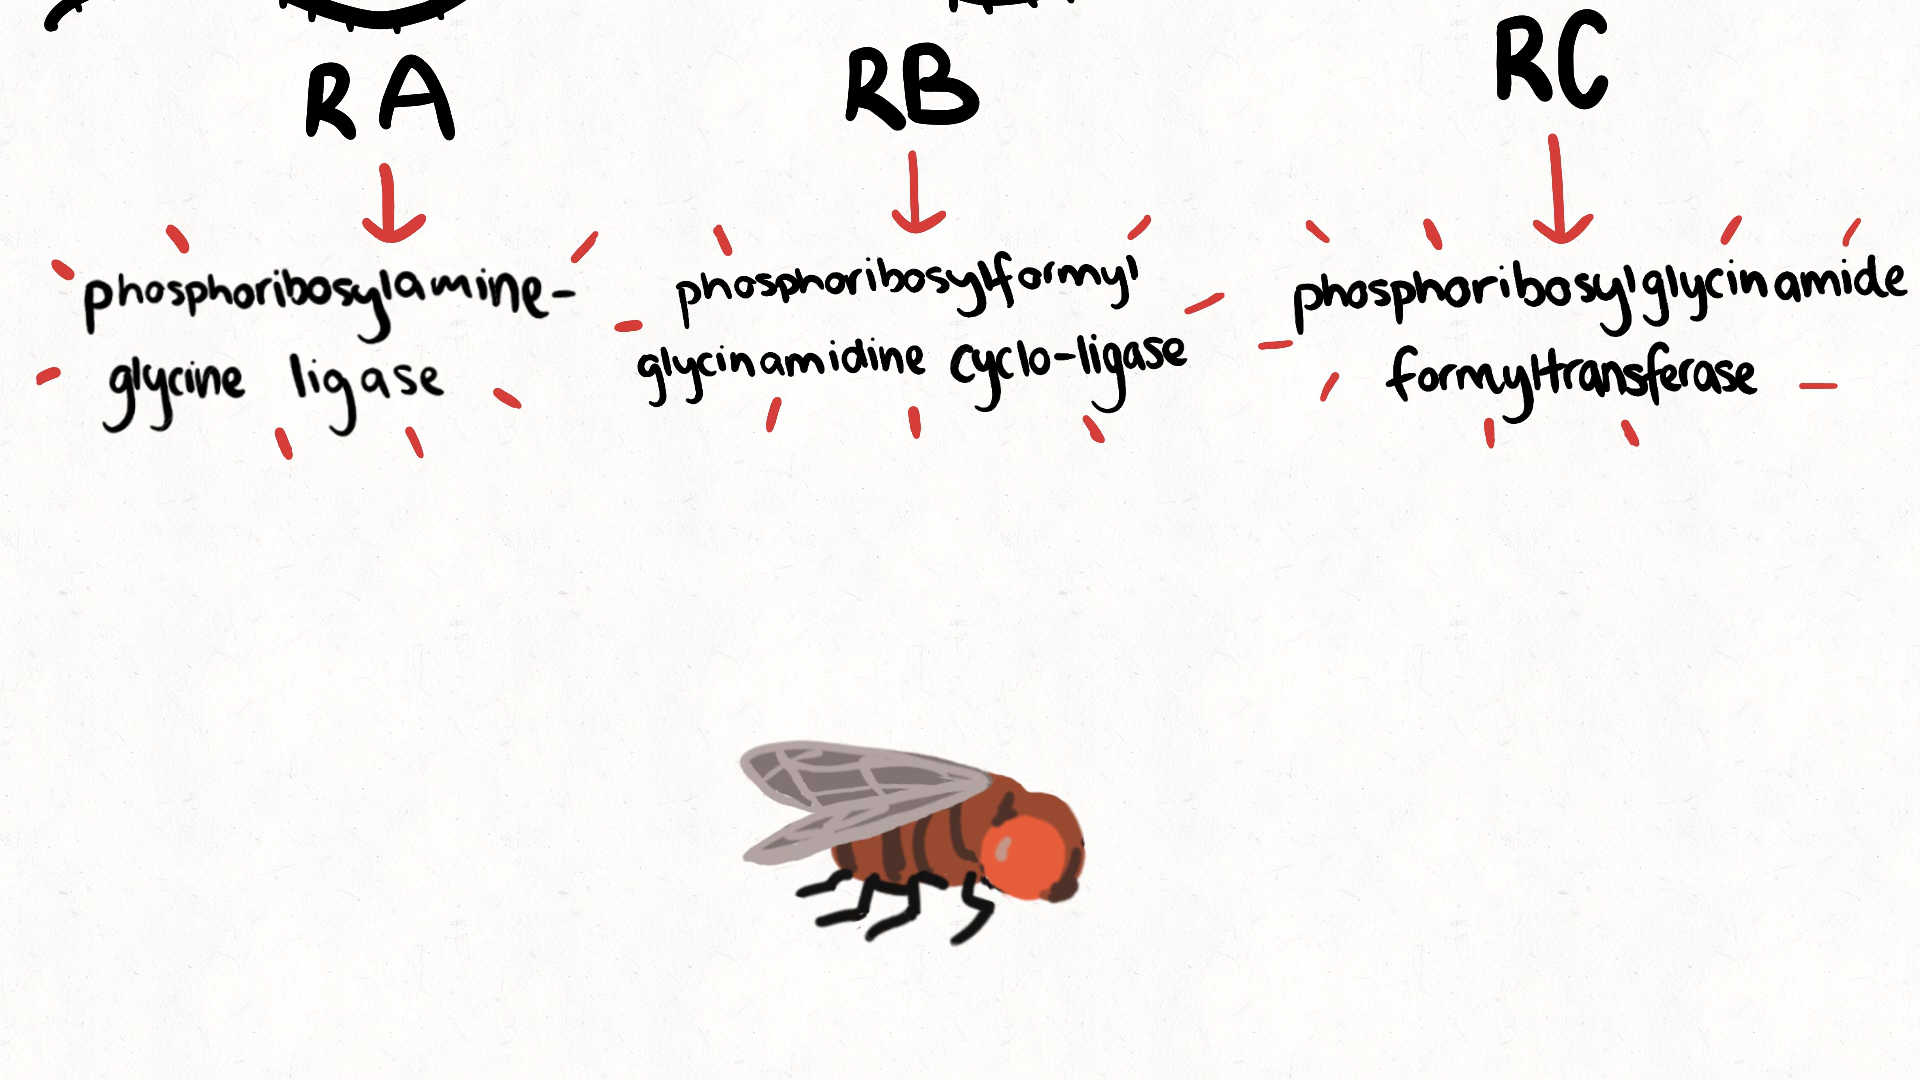 RA
phosphoribosylamine-
glycine ligase
RB
phosphoribosylformyl
glycinamidine cyclo-ligase
RC
phosphoribosylglycinamide
formyltransferase